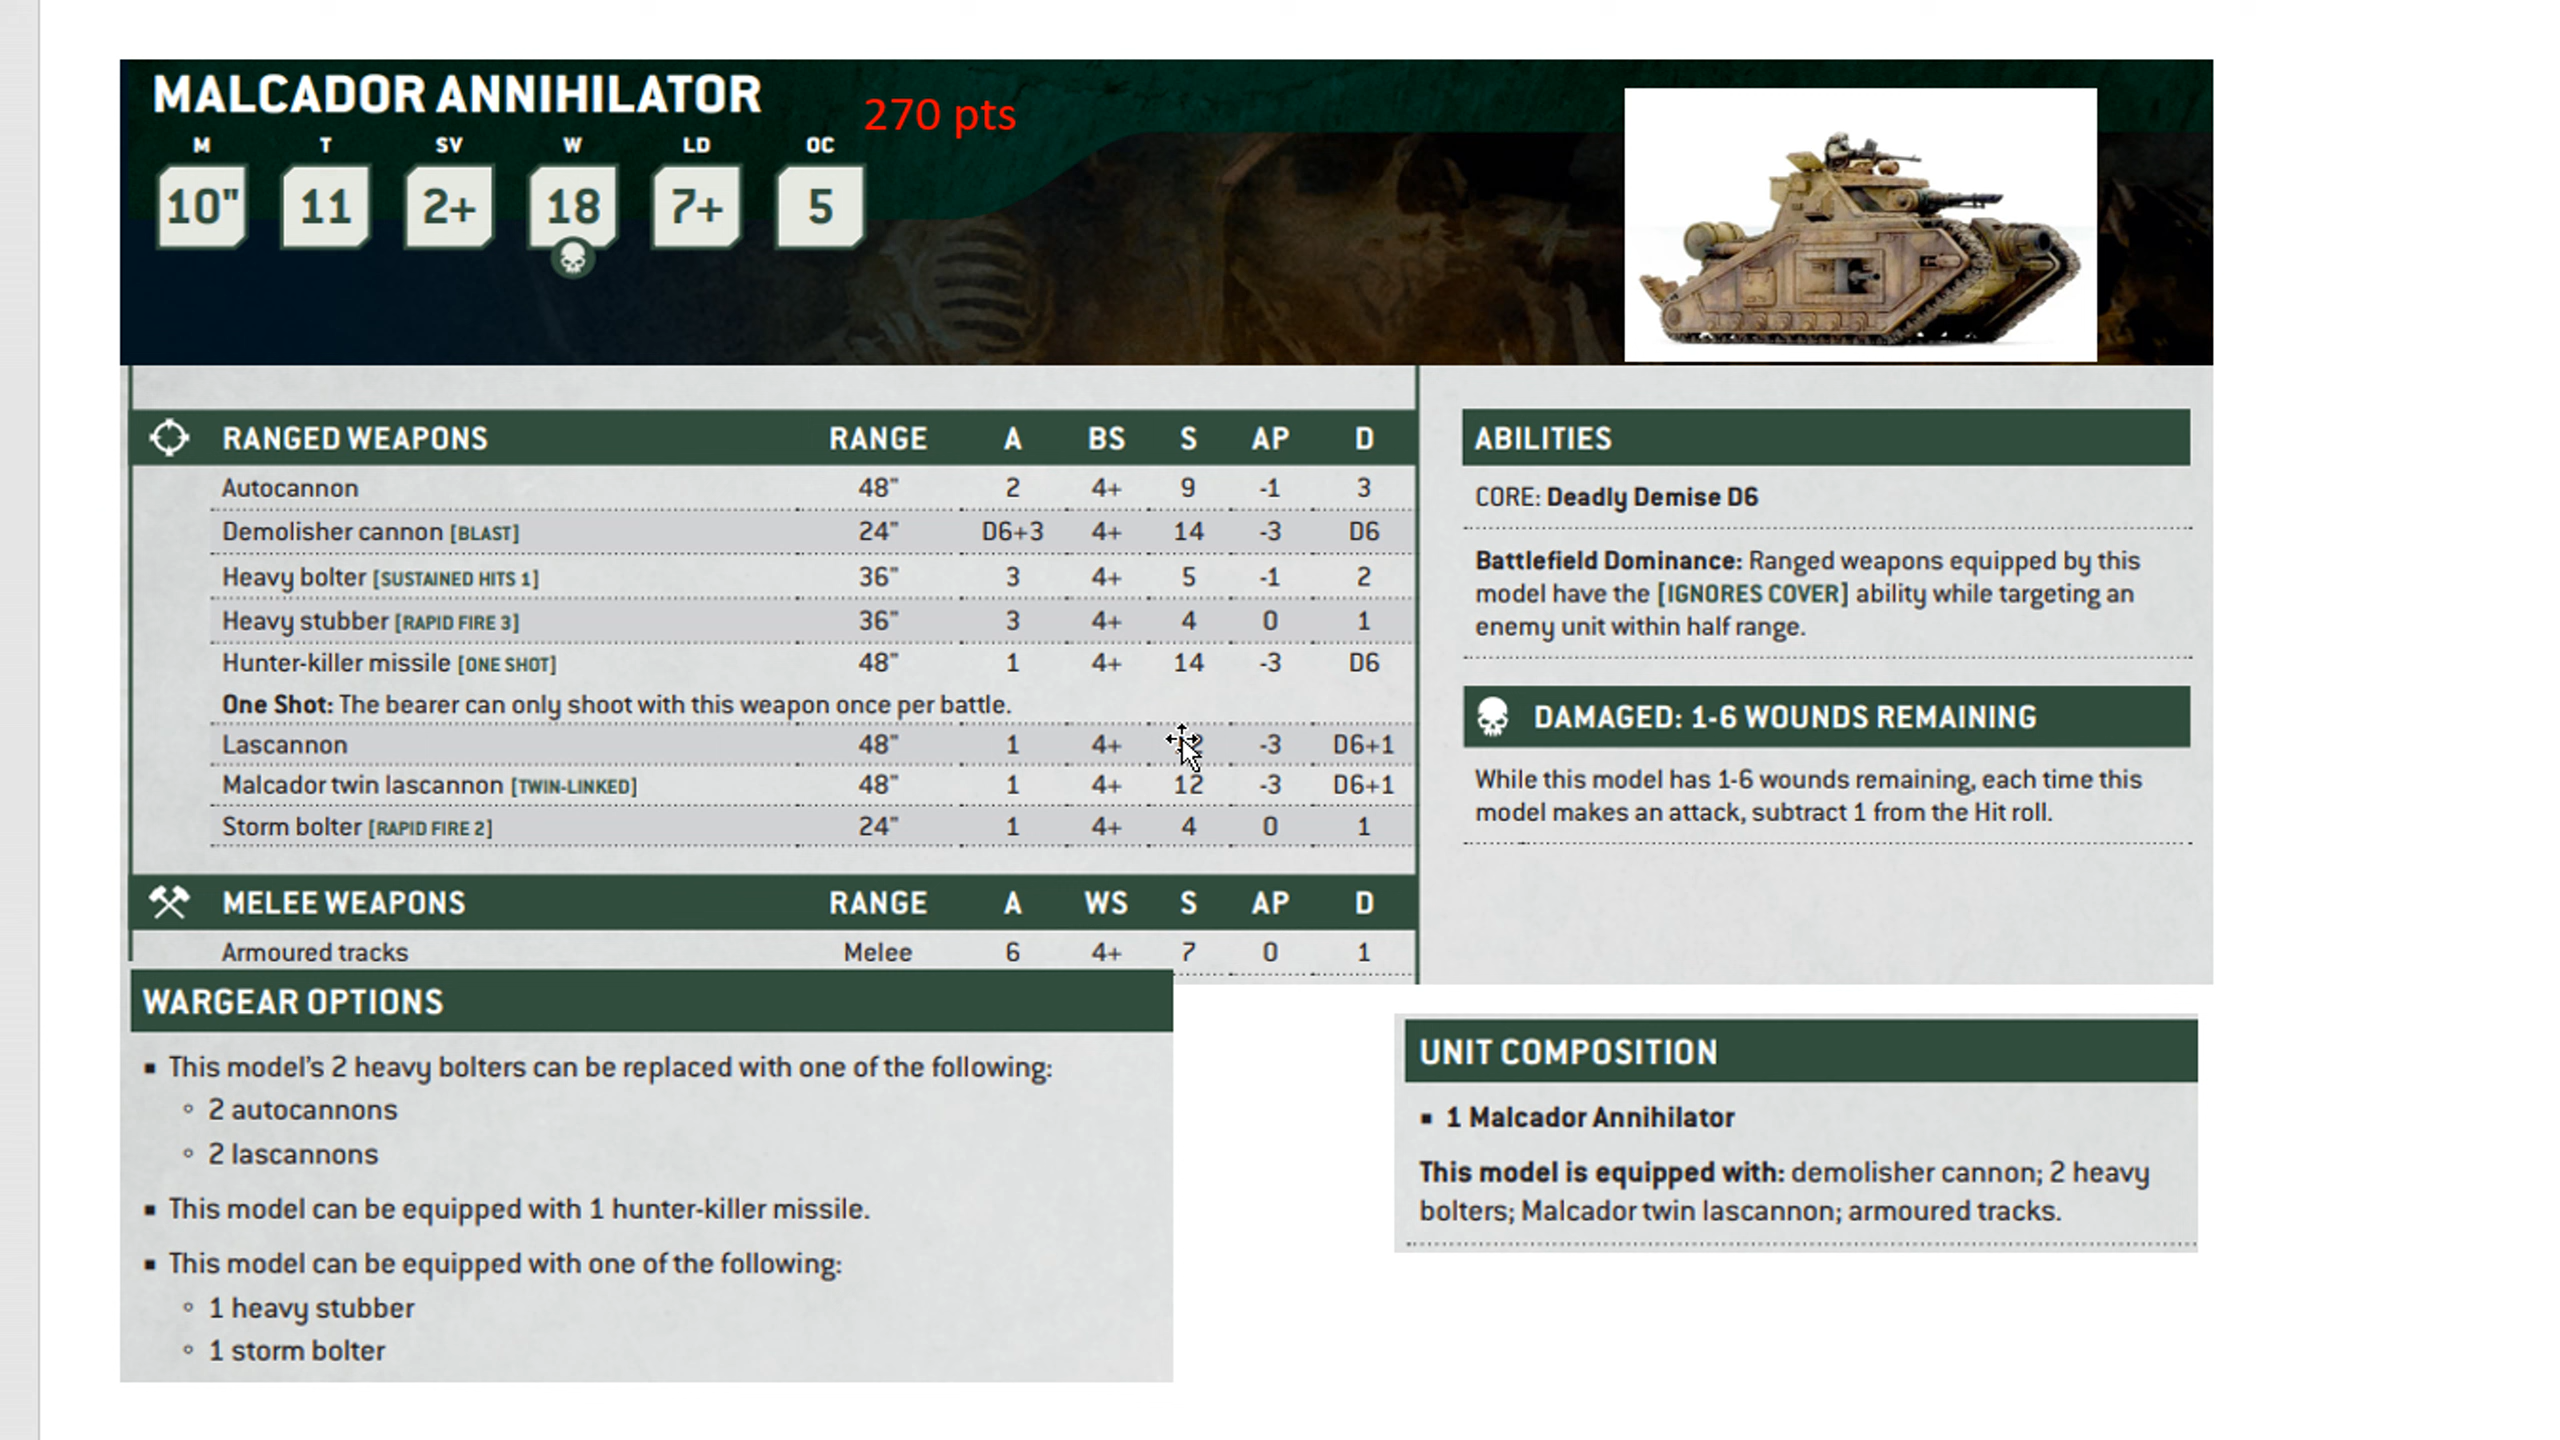 MALCADOR ANNIHILATOR
270 pts
M T SV W LD OC
10" 11 2+ 18 7+ 5
RANGED WEAPONS RANGE A BS S AP D
Autocannon 48" 2 4+ 9 -1 3
Demolisher cannon [BLAST] 24" D6+3 4+ 14 -3 D6
Heavy bolter [SUSTAINED HITS 1] 36" 3 4+ 5 -1 2
Heavy stubber [RAPID FIRE 3] 36" 3 4+ 4 0 1
Hunter-killer missile [ONE SHOT] 48" 1 4+ 14 -3 D6
One Shot: The bearer can only shoot with this weapon once per battle.
Lascannon 48" 1 4+ -3 D6+1
Malcador twin lascannon [TWIN-LINKED] 48" 1 4+ 12 -3 D6+1
Storm bolter [RAPID FIRE 2] 24" 1 4+ 4 0 1
MELEE WEAPONS RANGE A WS S AP D
Armoured tracks Melee 6 4+ 7 0 1
ABILITIES
CORE: Deadly Demise D6
Battlefield Dominance: Ranged weapons equipped by this
model have the [IGNORES COVER] ability while targeting an
enemy unit within half range.
DAMAGED: 1-6 WOUNDS REMAINING
While this model has 1-6 wounds remaining, each time this
model makes an attack, subtract 1 from the Hit roll.
WARGEAR OPTIONS
▪ This model's 2 heavy bolters can be replaced with one of the following:
◦ 2 autocannons
◦ 2 lascannons
▪ This model can be equipped with 1 hunter-killer missile.
▪ This model can be equipped with one of the following:
◦ 1 heavy stubber
◦ 1 storm bolter
UNIT COMPOSITION
▪ 1 Malcador Annihilator
This model is equipped with: demolisher cannon; 2 heavy
bolters; Malcador twin lascannon; armoured tracks.